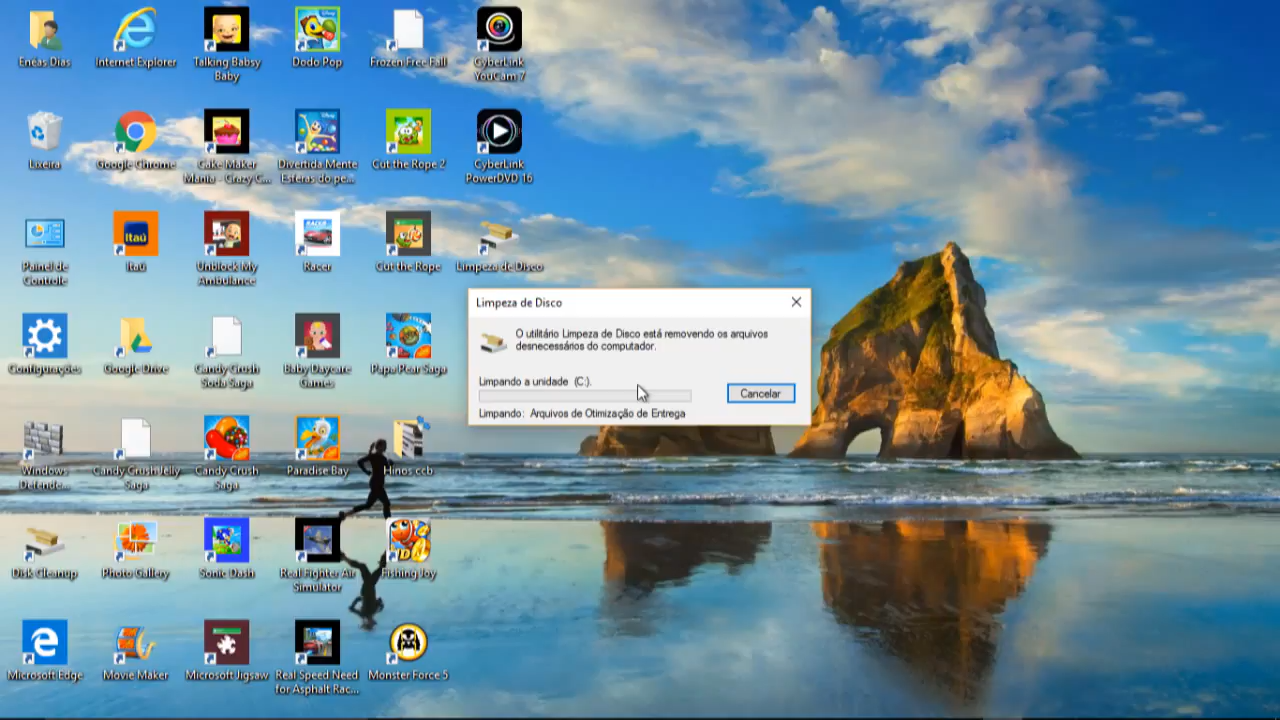 Enéas Dias
Internet Explorer
Talking Babsy
Baby
Dodo Pop
Frozen Free Fall
CyberLink
YouCam 7
Lixeira
Google Chrome
Cake Maker
Mania - Crazy C...
Divertida Mente
Esferas do pe...
Cut the Rope 2
CyberLink
PowerDVD 16
Painel de
Controle
Itaú
Itaú
Unblock My
Ambulance
RACER
Racer
Cut the Rope
Limpeza de Disco
Limpeza de Disco
O utilitário Limpeza de Disco está removendo os arquivos
desnecessários do computador.
Limpando a unidade (C:).
Cancelar
Limpando: Arquivos de Otimização de Entrega
Configurações
Google Drive
Candy Crush
Soda Saga
Baby Daycare
Games
Papa Pear Saga
Windows
Defende...
Candy Crush Jelly
Saga
Candy Crush
Saga
Paradise Bay
Hinos ccb
Disk Cleanup
Photo Gallery
Sonic Dash
Real Fighter Air
Simulator
Fishing Joy
Microsoft Edge
Movie Maker
Microsoft Jigsaw
Real Speed Need
for Asphalt Rac...
Monster Force 5